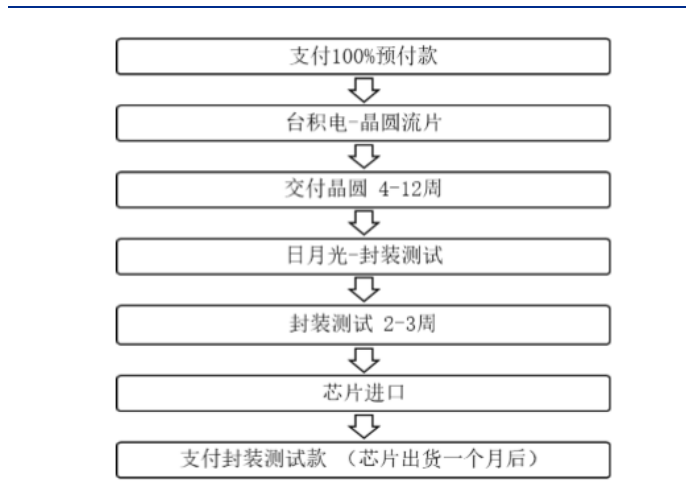 支付100%预付款
台积电-晶圆流片
交付晶圆 4-12周
日月光-封装测试
封装测试 2-3周
芯片进口
支付封装测试款 （芯片出货一个月后）